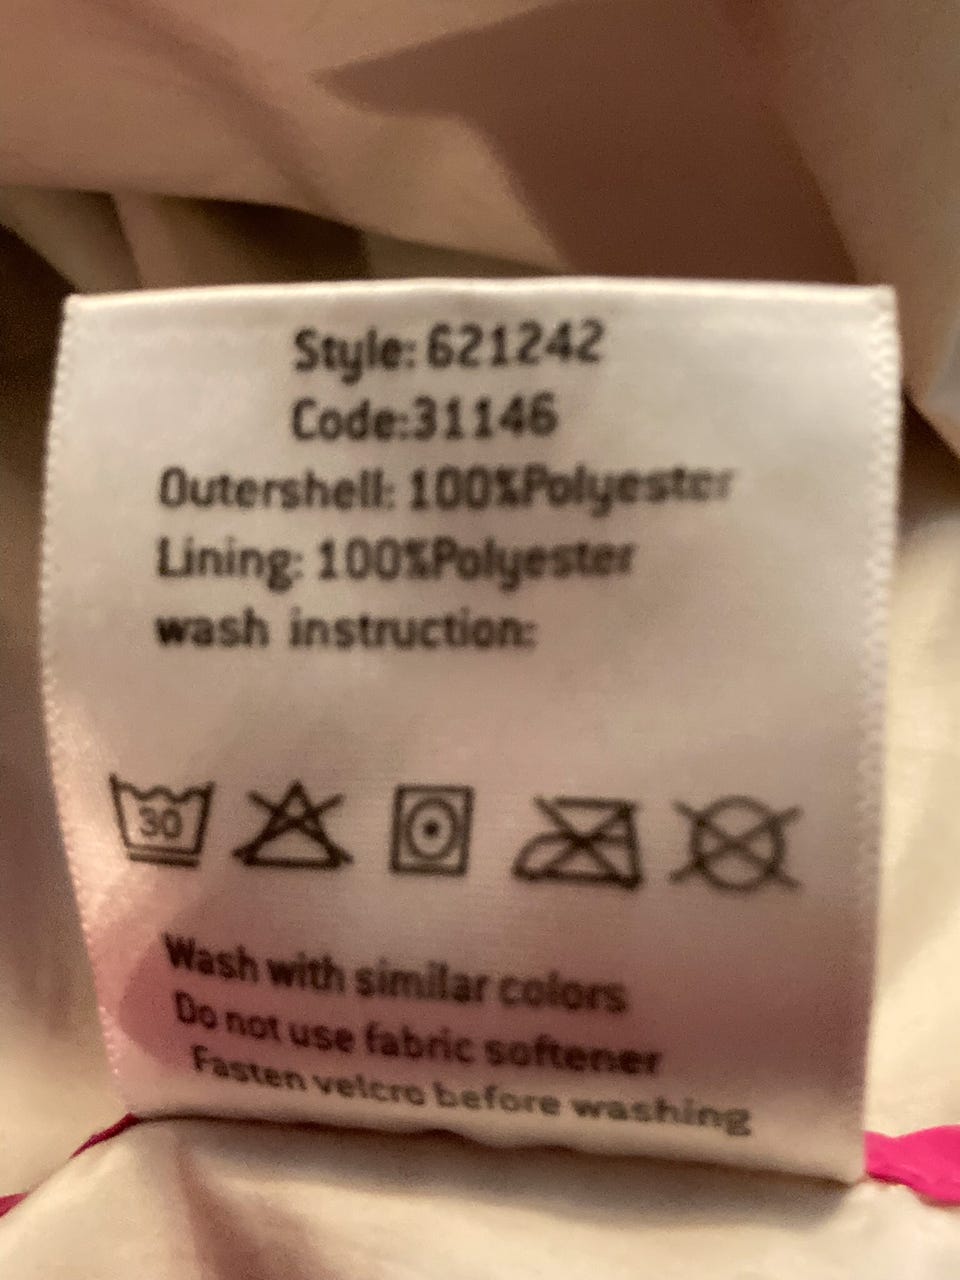 Style: 621242
Code:31146
Outershell: 100%Polyester
Lining: 100%Polyester
wash instruction:
30
Wash with similar colors
Do not use fabric softener
Fasten velcro before washing